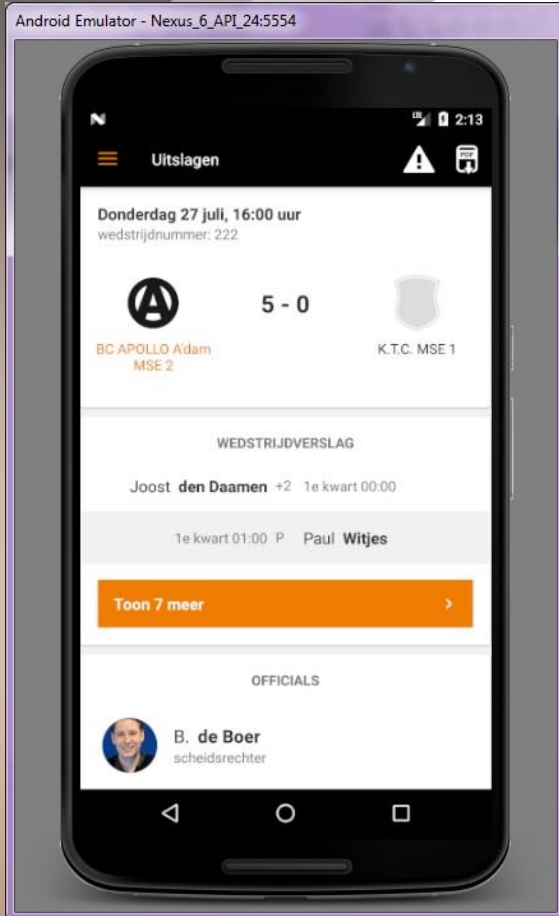 Android Emulator - Nexus_6_API_24:5554
LTE 2:13
Uitslagen PDF
Donderdag 27 juli, 16:00 uur
wedstrijdnummer: 222
A 5 - 0
BC APOLLO A'dam K.T.C. MSE 1
MSE 2
WEDSTRIJDVERSLAG
Joost den Daamen +2 1e kwart 00:00
1e kwart 01:00 P Paul Witjes
Toon 7 meer
OFFICIALS
B. de Boer
scheidsrechter